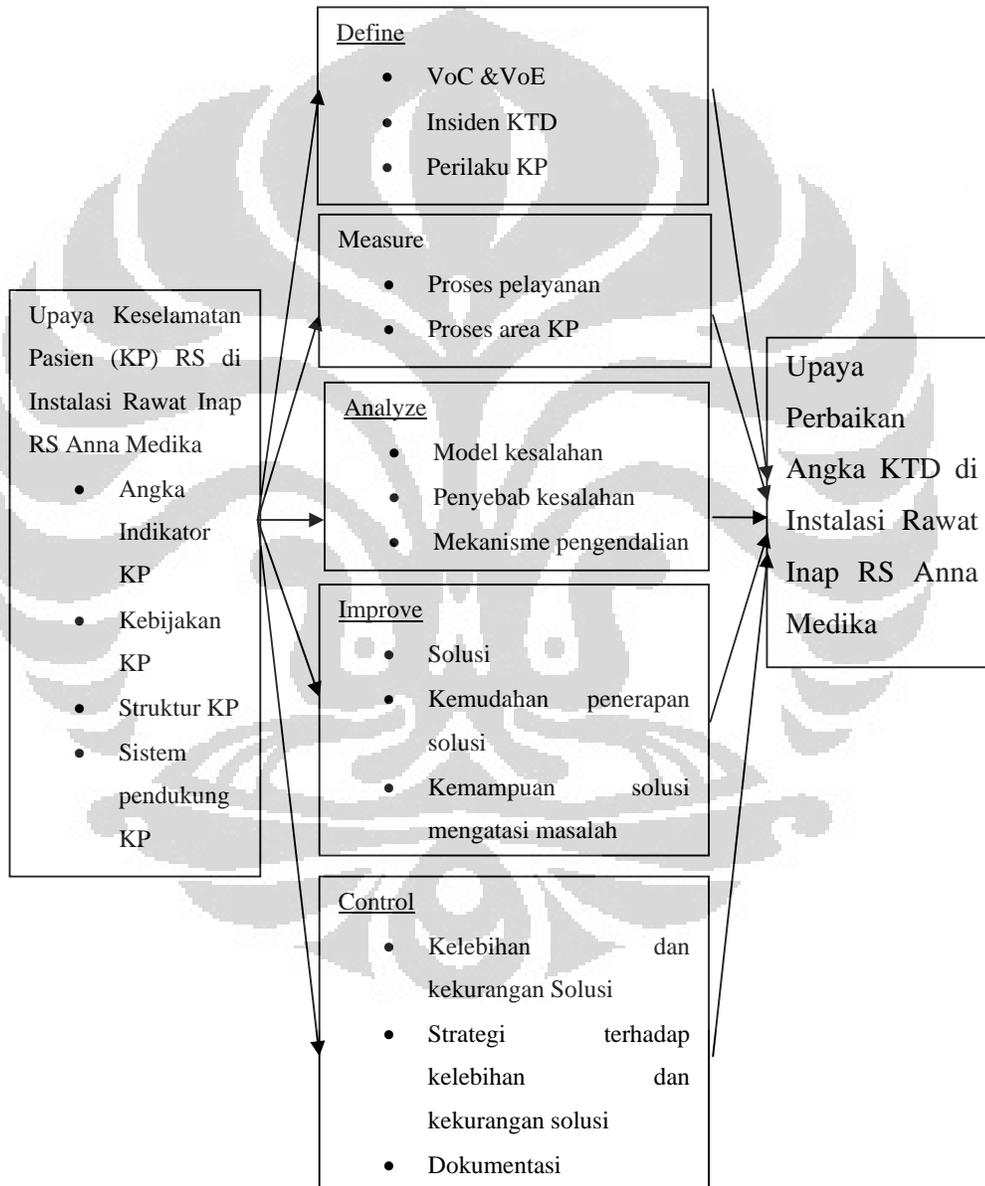 Upaya Keselamatan
Pasien (KP) RS di
Instalasi Rawat Inap
RS Anna Medika
• Angka
Indikator
KP
• Kebijakan
KP
• Struktur KP
• Sistem
pendukung
KP
Define
• VoC &VoE
• Insiden KTD
• Perilaku KP
Measure
• Proses pelayanan
• Proses area KP
Analyze
• Model kesalahan
• Penyebab kesalahan
• Mekanisme pengendalian
Improve
• Solusi
• Kemudahan penerapan
solusi
• Kemampuan solusi
mengatasi masalah
Control
• Kelebihan dan
kekurangan Solusi
• Strategi terhadap
kelebihan dan
kekurangan solusi
• Dokumentasi
Upaya
Perbaikan
Angka KTD di
Instalasi Rawat
Inap RS Anna
Medika